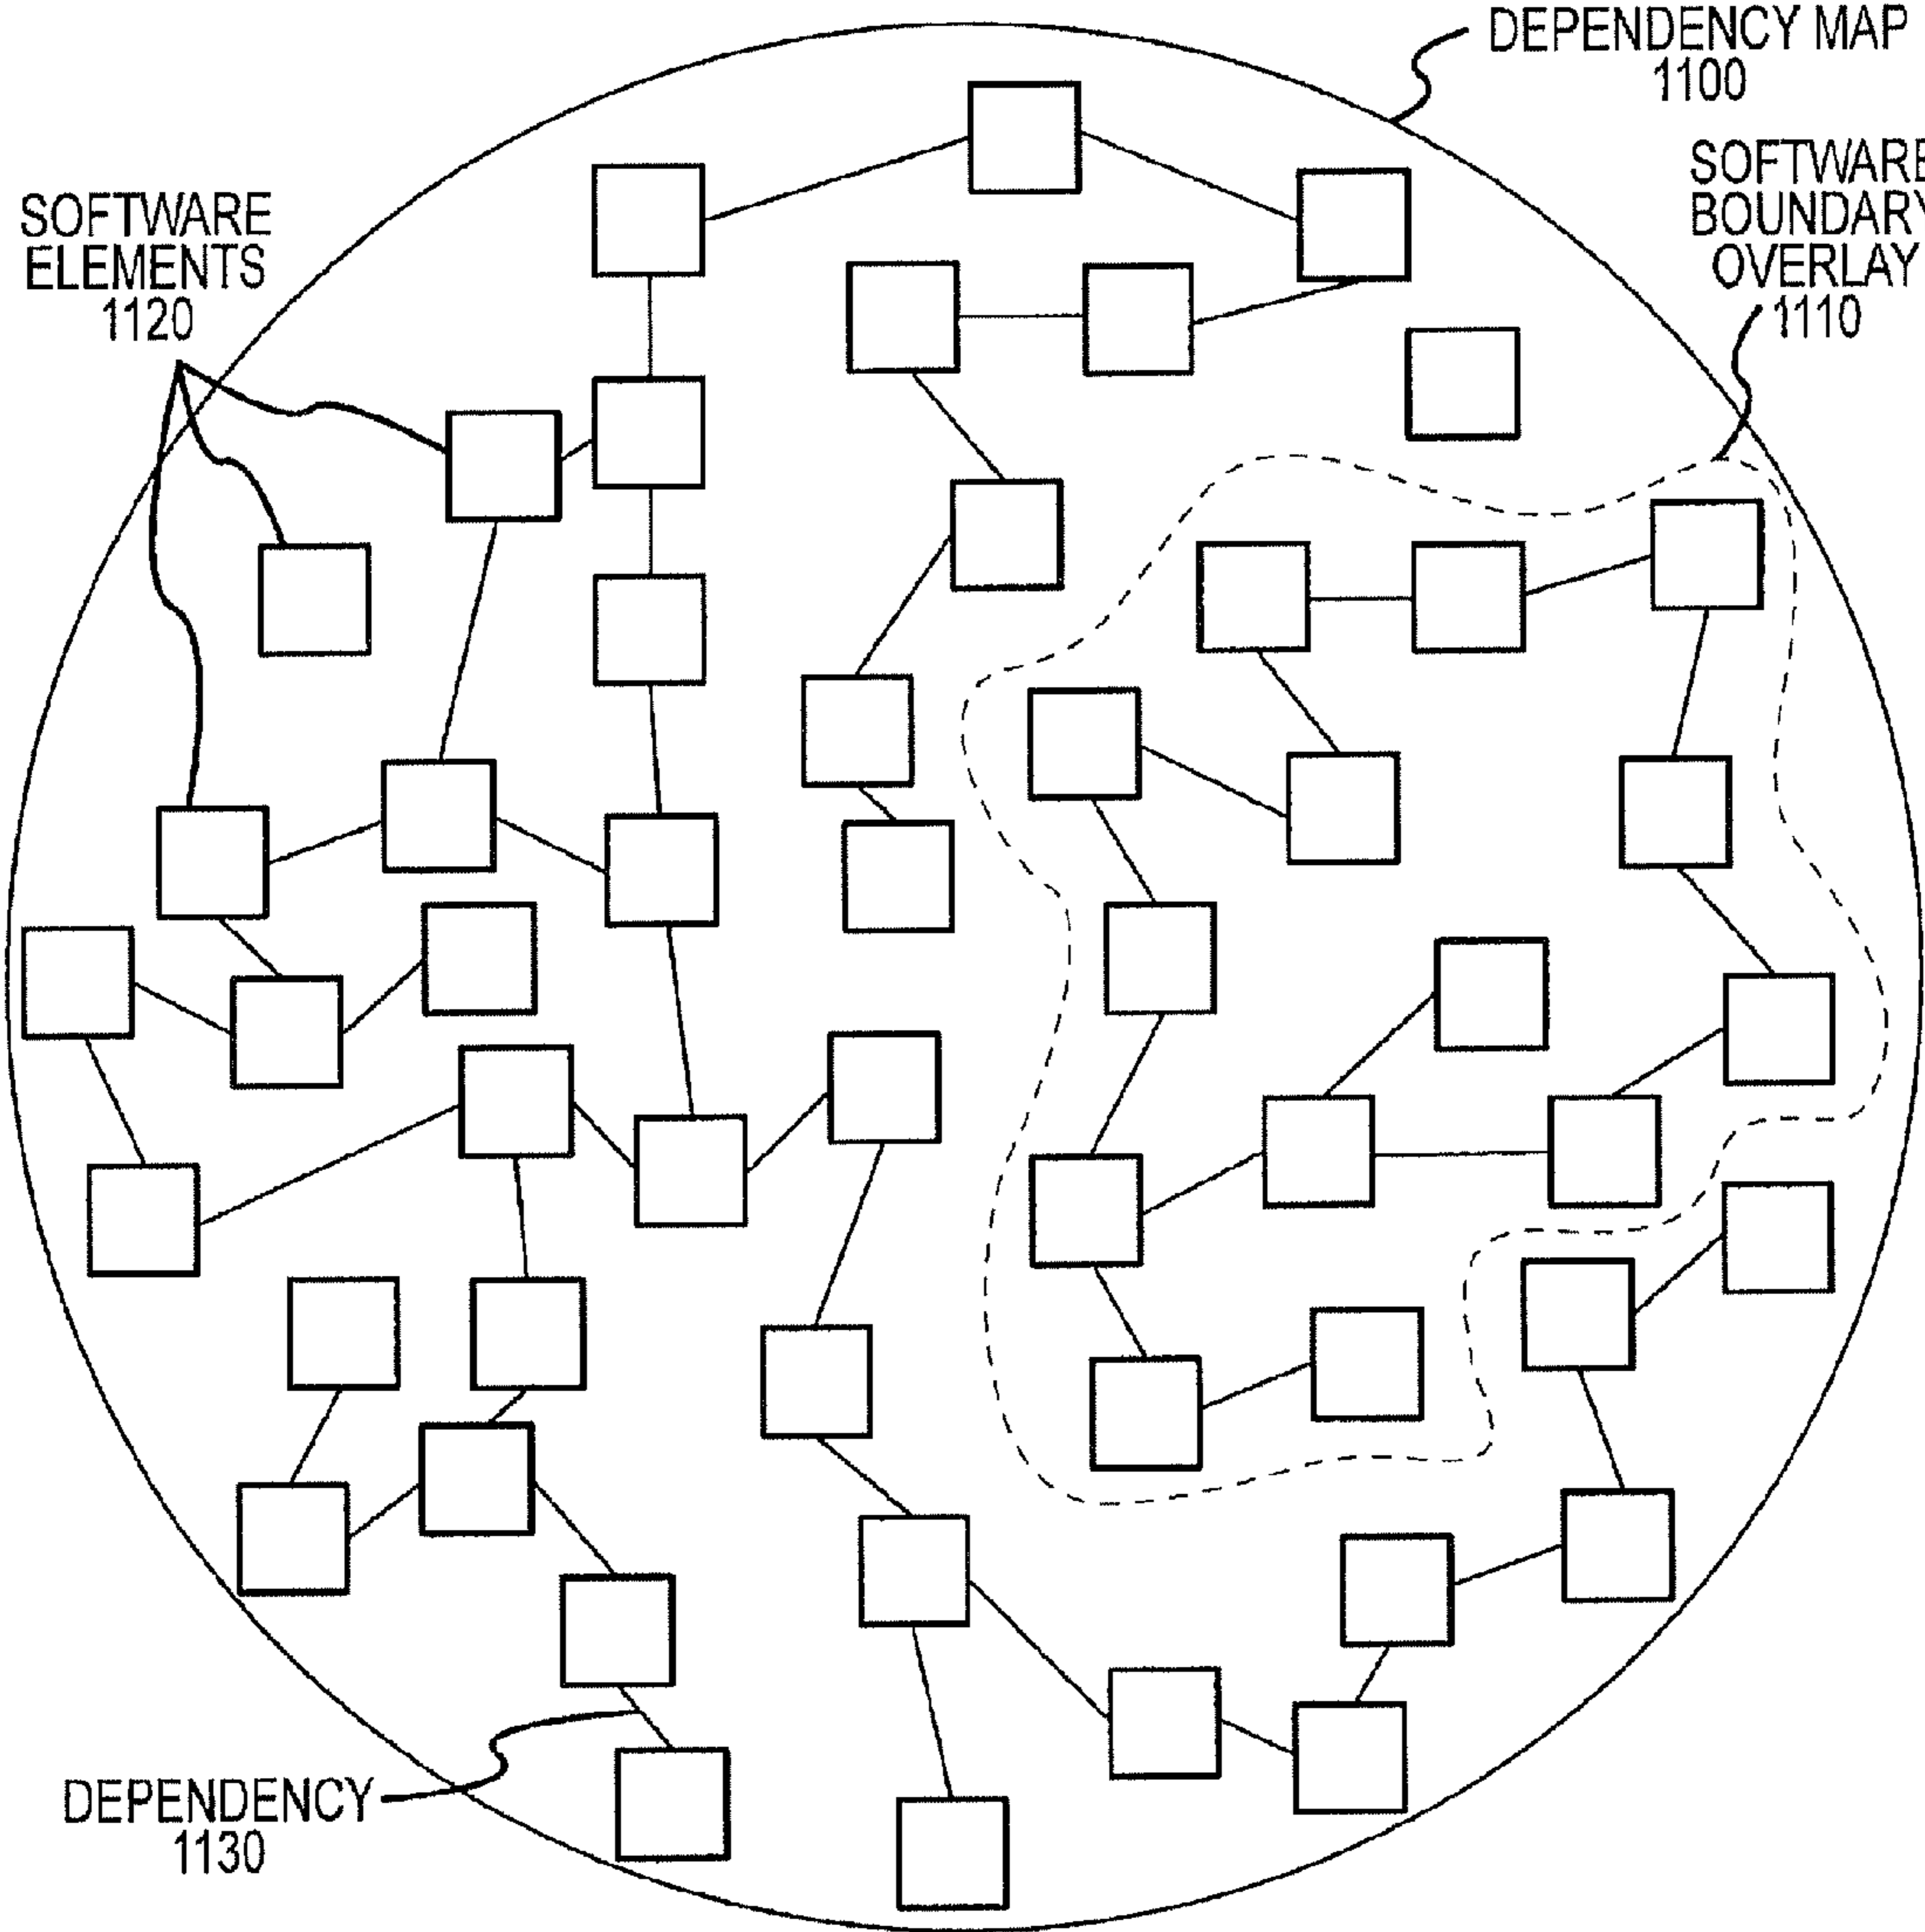 DEPENDENCY MAP
1100
SOFTWARE
BOUNDARY
OVERLAY
1110
SOFTWARE
ELEMENTS
1120
DEPENDENCY
1130